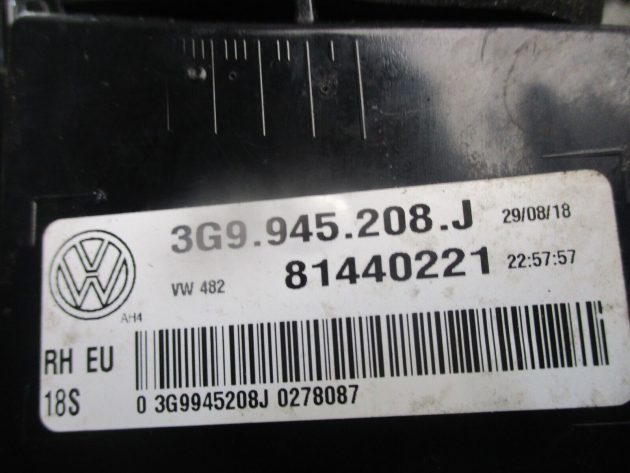 3G9.945.208.J 29/08/18
VW 482 81440221 22:57:57
AH4
RH EU
18S 0 3G9945208J 0278087